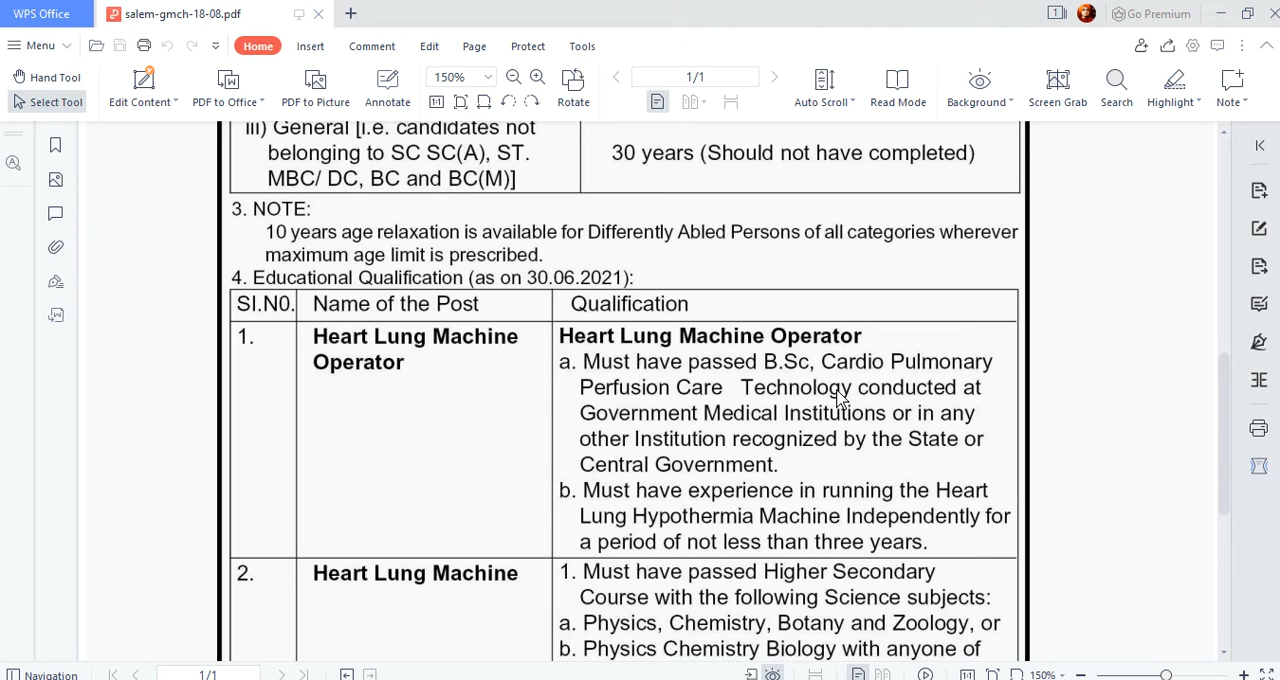 WPS Office
salem-gmch-18-08.pdf
1
Go Premium
Menu
Home
Insert
Comment
Edit
Page
Protect
Tools
Hand Tool
Select Tool
Edit Content
PDF to Office
PDF to Picture
Annotate
150%
Rotate
1/1
Auto Scroll
Read Mode
Background
Screen Grab
Search
Highlight
Note
iii) General [i.e. candidates not
belonging to SC SC(A), ST.
MBC/ DC, BC and BC(M)]
30 years (Should not have completed)
3. NOTE:
10 years age relaxation is available for Differently Abled Persons of all categories wherever
maximum age limit is prescribed.
4. Educational Qualification (as on 30.06.2021):
SI.N0. Name of the Post Qualification
1. Heart Lung Machine
Operator
Heart Lung Machine Operator
a. Must have passed B.Sc, Cardio Pulmonary
Perfusion Care Technology conducted at
Government Medical Institutions or in any
other Institution recognized by the State or
Central Government.
b. Must have experience in running the Heart
Lung Hypothermia Machine Independently for
a period of not less than three years.
2. Heart Lung Machine
1. Must have passed Higher Secondary
Course with the following Science subjects:
a. Physics, Chemistry, Botany and Zoology, or
b. Physics Chemistry Biology with anyone of
Navigation
1/1
150%